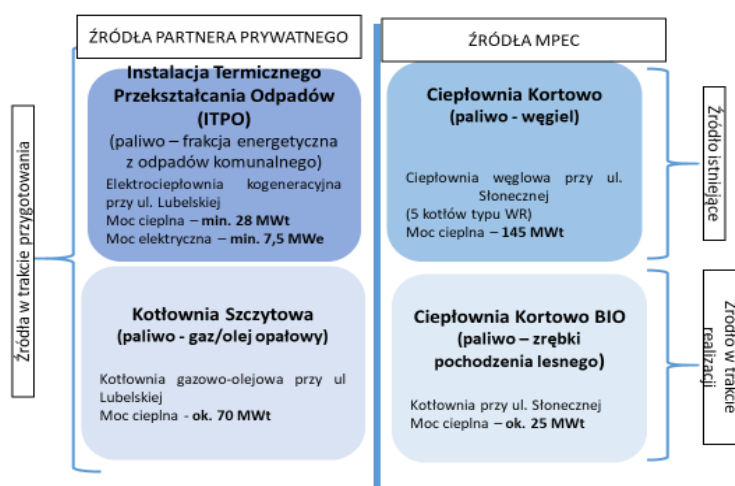 ŹRÓDŁA PARTNERA PRYWATNEGO
ŹRÓDŁA MPEC
Źródła w trakcie przygotowania
Instalacja Termicznego
Przekształcania Odpadów
(ITPO)
(paliwo – frakcja energetyczna
z odpadów komunalnego)
Elektrociepłownia kogeneracyjna
przy ul. Lubelskiej
Moc cieplna – min. 28 MWt
Moc elektryczna – min. 7,5 MWe
Kotłownia Szczytowa
(paliwo - gaz/olej opałowy)
Kotłownia gazowo-olejowa przy ul
Lubelskiej
Moc cieplna - ok. 70 MWt
Ciepłownia Kortowo
(paliwo - węgiel)
Ciepłownia węglowa przy ul.
Słonecznej
(5 kotłów typu WR)
Moc cieplna – 145 MWt
Źródło istniejące
Ciepłownia Kortowo BIO
(paliwo – zrębki
pochodzenia lesnego)
Kotłownia przy ul. Słonecznej
Moc cieplna – ok. 25 MWt
Źródło w trakcie
realizacji